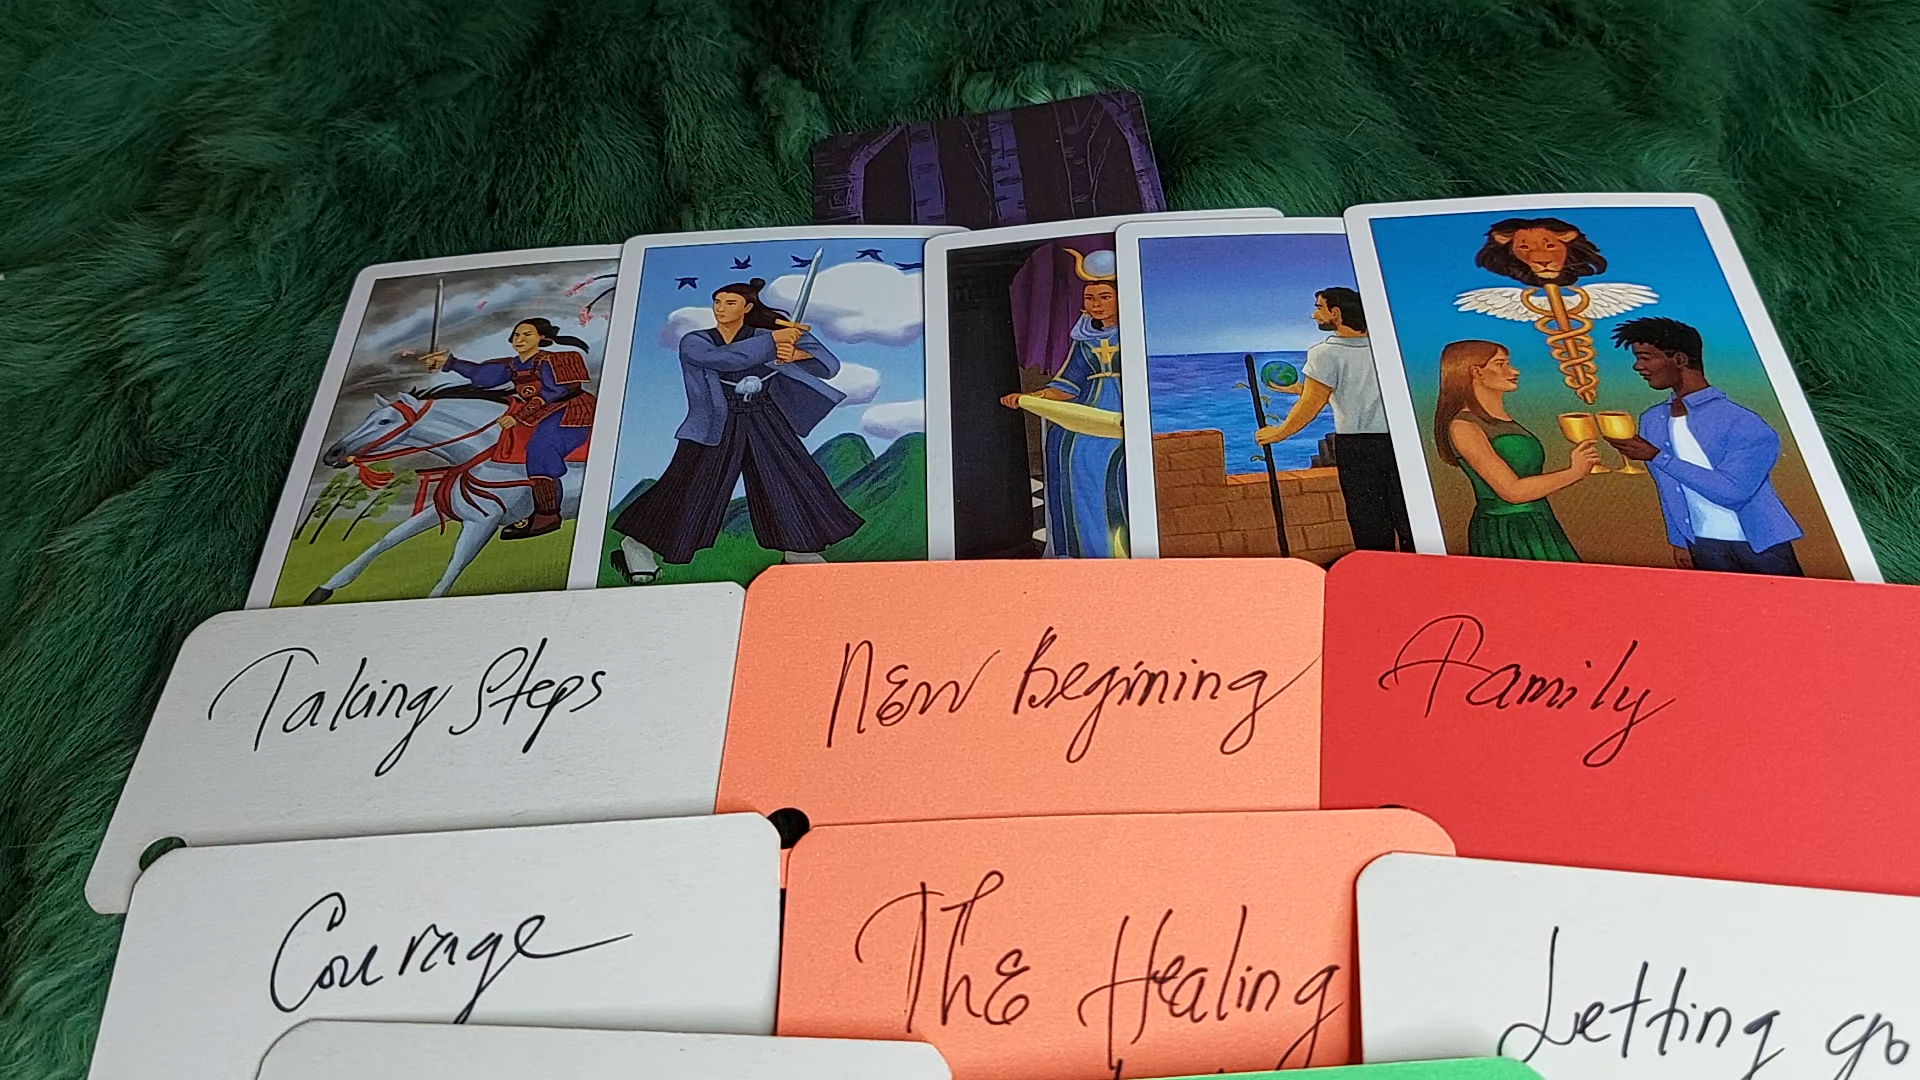 Taking Steps
New Begining
Family
Courage
The Healing
Letting go